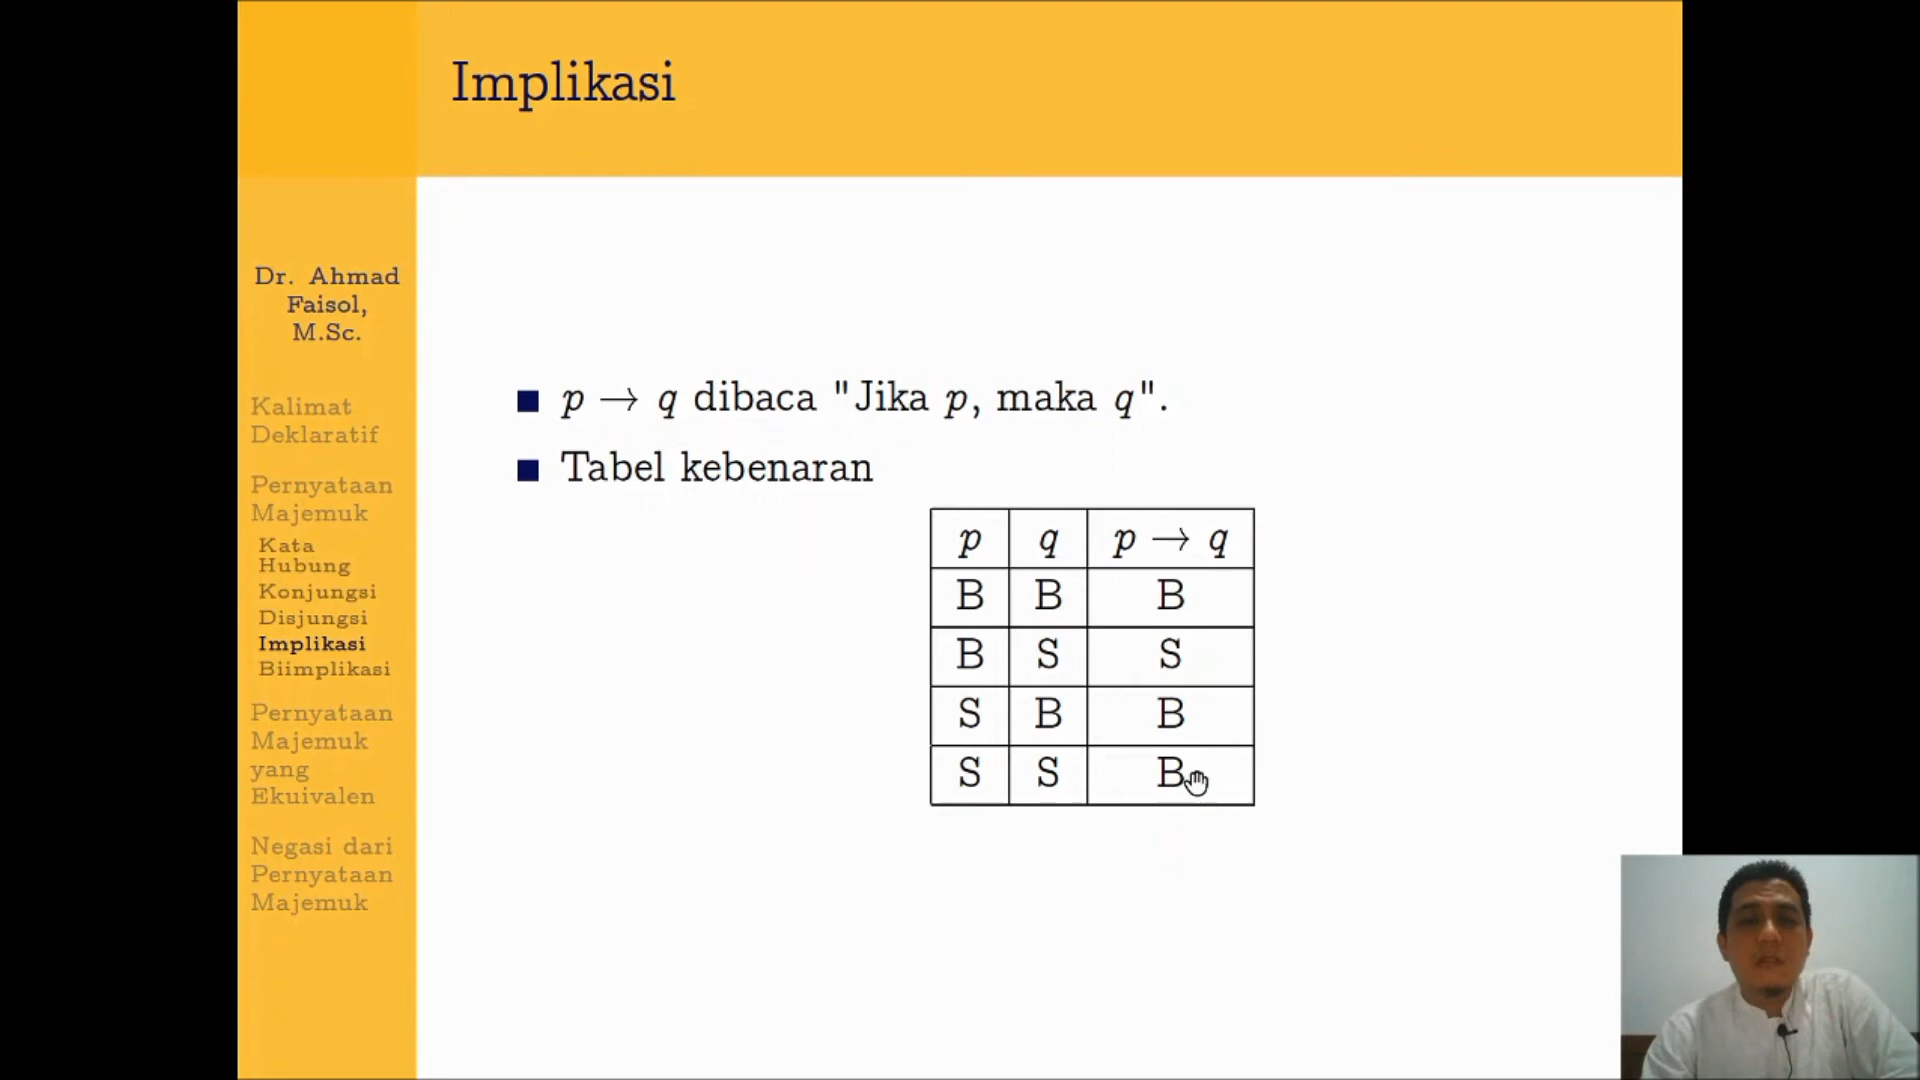 Implikasi
Dr. Ahmad
Faisol,
M.Sc.
Kalimat
Deklaratif
Pernyataan
Majemuk
Kata
Hubung
Konjungsi
Disjungsi
Implikasi
Biimplikasi
Pernyataan
Majemuk
yang
Ekuivalen
Negasi dari
Pernyataan
Majemuk
p → q dibaca "Jika p, maka q".
Tabel kebenaran
p q p → q
B B B
B S S
S B B
S S B